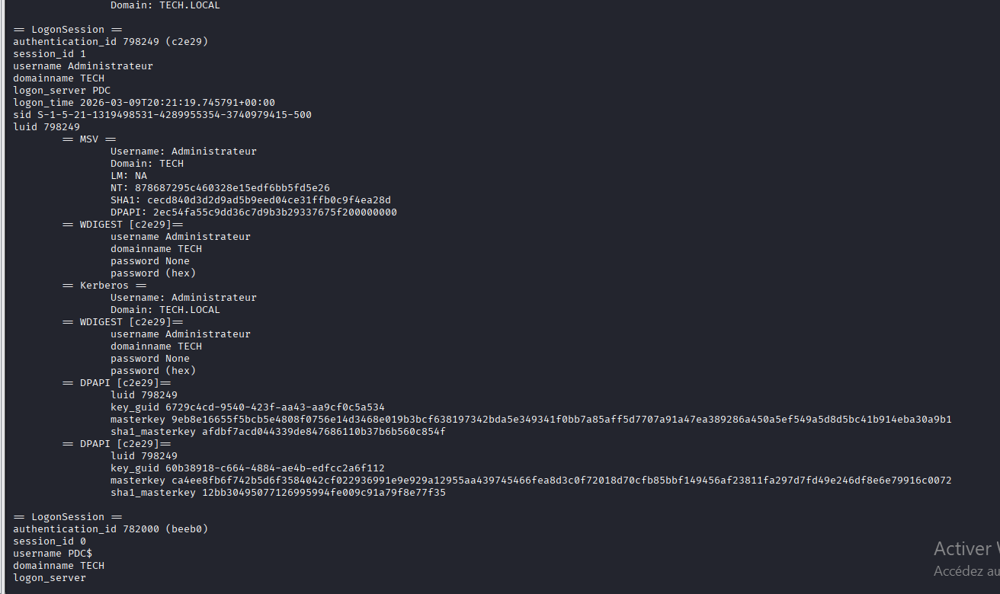 Domain: TECH.LOCAL
== LogonSession ==
authentication_id 798249 (c2e29)
session_id 1
username Administrateur
domainname TECH
logon_server PDC
logon_time 2026-03-09T20:21:19.745791+00:00
sid S-1-5-21-1319498531-4289955354-3740979415-500
luid 798249
== MSV ==
Username: Administrateur
Domain: TECH
LM: NA
NT: 878687295c460328e15edf6bb5fd5e26
SHA1: cecd840d3d2d9ad5b9eed04ce31ffb0c9f4ea28d
DPAPI: 2ec54fa55c9dd36c7d9b3b29337675f200000000
== WDIGEST [c2e29]==
username Administrateur
domainname TECH
password None
password (hex)
== Kerberos ==
Username: Administrateur
Domain: TECH.LOCAL
== WDIGEST [c2e29]==
username Administrateur
domainname TECH
password None
password (hex)
== DPAPI [c2e29]==
luid 798249
key_guid 6729c4cd-9540-423f-aa43-aa9cf0c5a534
masterkey 9eb8e16655f5bcb5e4808f0756e14d3468e019b3bcf638197342bda5e349341f0bb7a85aff5d7707a91a47ea389286a450a5ef549a5d8d5bc41b914eba30a9b1
sha1_masterkey afdbf7acd044339de847686110b37b6b560c854f
== DPAPI [c2e29]==
luid 798249
key_guid 60b38918-c664-4884-ae4b-edfcc2a6f112
masterkey ca4ee8fb6f742b5d6f3584042cf022936991e9e929a12955aa439745466fea8d3c0f72018d70cfb85bbf149456af23811fa297d7fd49e246df8e6e79916c0072
sha1_masterkey 12bb30495077126995994fe009c91a79f8e77f35
== LogonSession ==
authentication_id 782000 (beeb0)
session_id 0
username PDC$
domainname TECH
logon_server
Activer
Accédez au